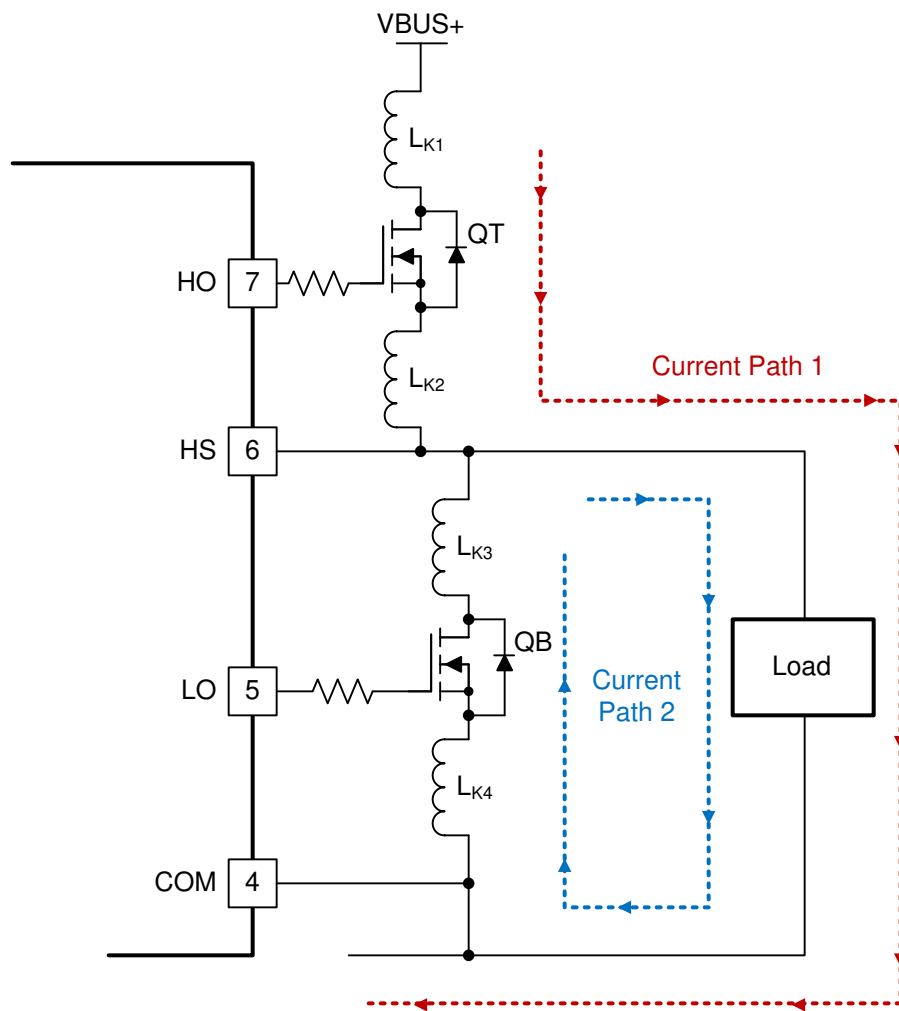 VBUS+
LK1
QT
HO 7
Current Path 1
LK2
HS 6
LK3
QB
LO 5
Current
Path 2
Load
LK4
COM 4